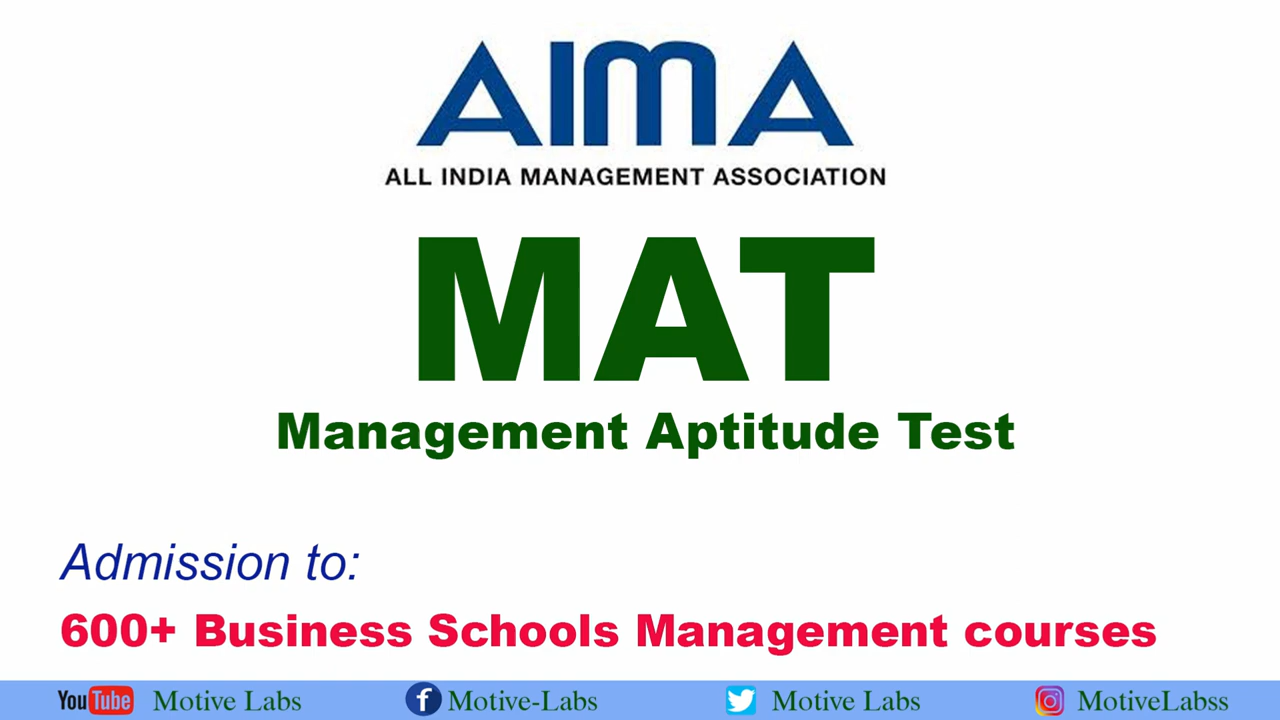 AIMA
ALL INDIA MANAGEMENT ASSOCIATION
MAT
Management Aptitude Test
Admission to:
600+ Business Schools Management courses
YouTube Motive Labs f Motive-Labs Motive Labs MotiveLabss